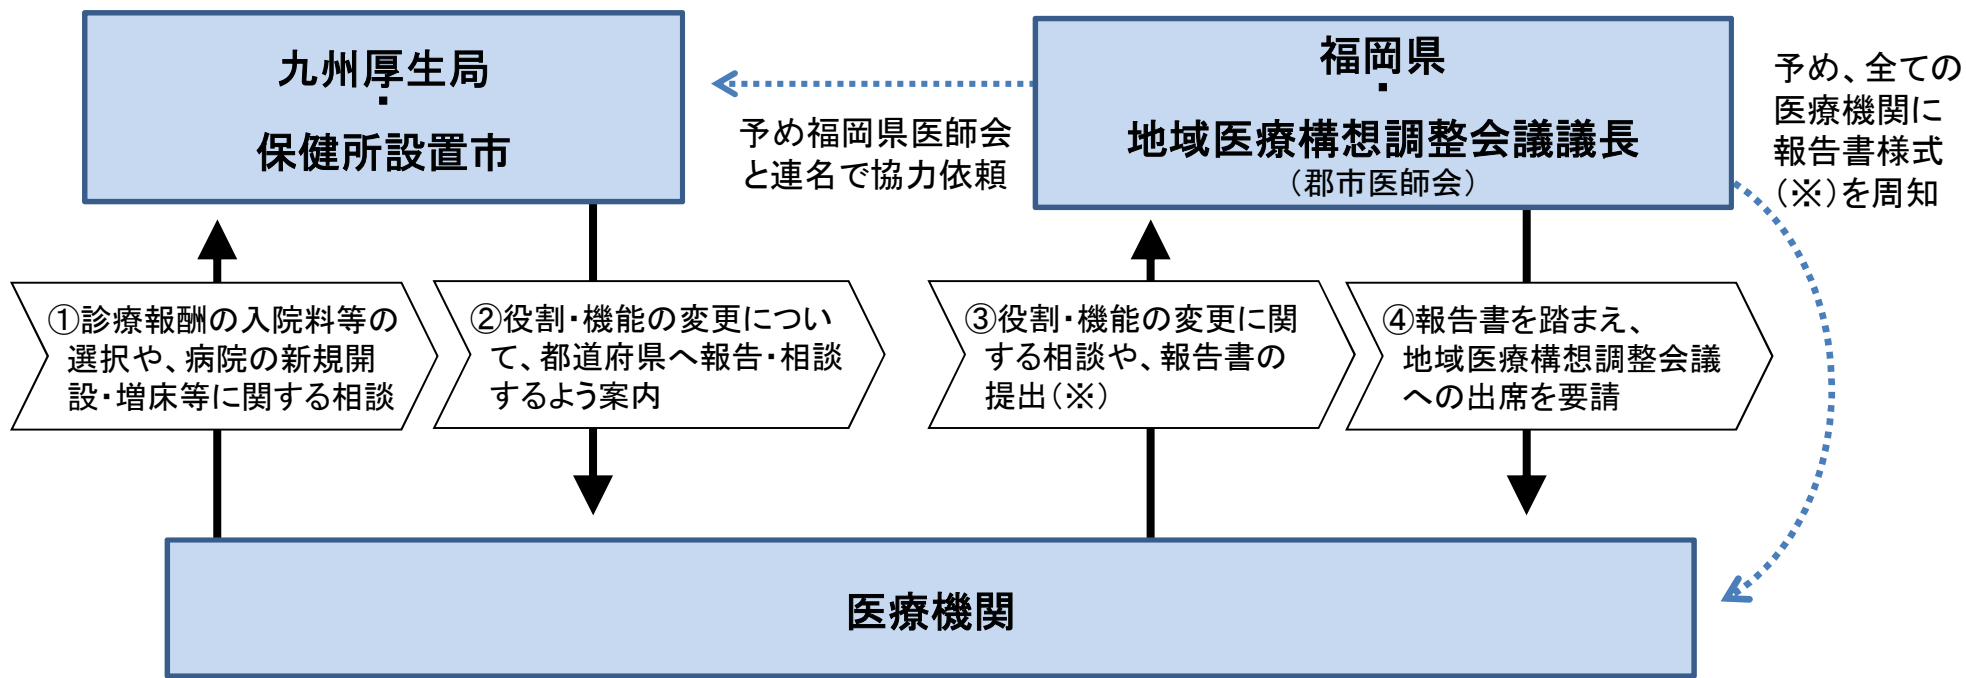 九州厚生局
・
保健所設置市
予め福岡県医師会
と連名で協力依頼
福岡県
・
地域医療構想調整会議議長
（郡市医師会）
予め、全ての
医療機関に
報告書様式
(※)を周知
①診療報酬の入院料等の
選択や、病院の新規開
設・増床等に関する相談
②役割・機能の変更につい
て、都道府県へ報告・相談
するよう案内
③役割・機能の変更に関
する相談や、報告書の
提出(※)
④報告書を踏まえ、
地域医療構想調整会議
への出席を要請
医療機関